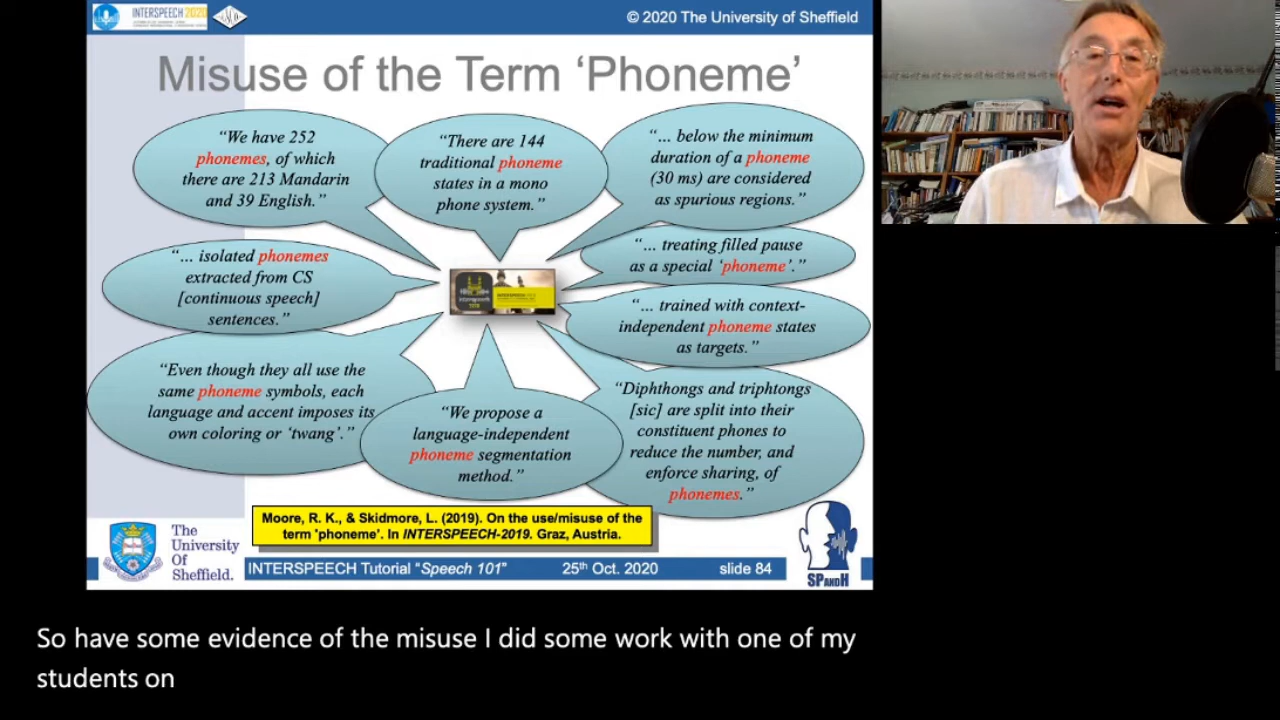 INTERSPEECH 2020
© 2020 The University of Sheffield
Misuse of the Term ‘Phoneme’
“We have 252
phonemes, of which
there are 213 Mandarin
and 39 English.”
“There are 144
traditional phoneme
states in a mono
phone system.”
“... below the minimum
duration of a phoneme
(30 ms) are considered
as spurious regions.”
“... isolated phonemes
extracted from CS
[continuous speech]
sentences.”
“... treating filled pause
as a special ‘phoneme’.”
“... trained with context-
independent phoneme states
as targets.”
“Even though they all use the
same phoneme symbols, each
language and accent imposes its
own coloring or ‘twang’.”
“We propose a
language-independent
phoneme segmentation
method.”
“Diphthongs and triptongs
[sic] are split into their
constituent phones to
reduce the number, and
enforce sharing, of
phonemes.”
Moore, R. K., & Skidmore, L. (2019). On the use/misuse of the
term 'phoneme'. In INTERSPEECH-2019. Graz, Austria.
The
University
Of
Sheffield.
SPANDH
INTERSPEECH Tutorial “Speech 101”
25th Oct. 2020
slide 84
So have some evidence of the misuse I did some work with one of my
students on